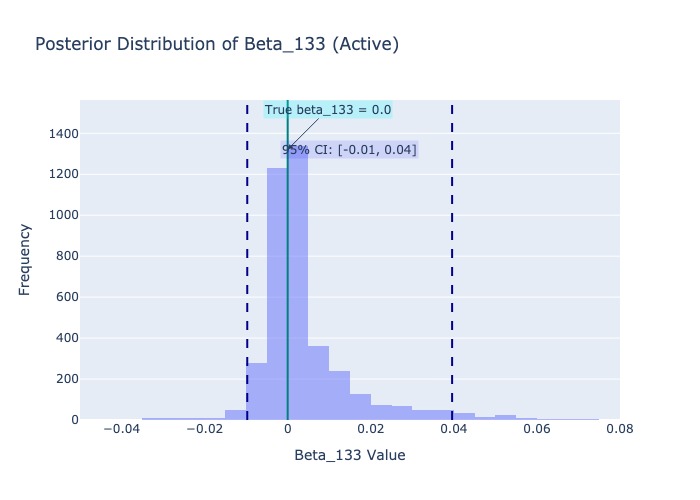 Posterior Distribution of Beta_133 (Active)
True beta_133 = 0.0
95% CI: [-0.01, 0.04]
1400
1200
1000
800
600
400
200
0
Frequency
−0.04 −0.02 0 0.02 0.04 0.06 0.08
Beta_133 Value